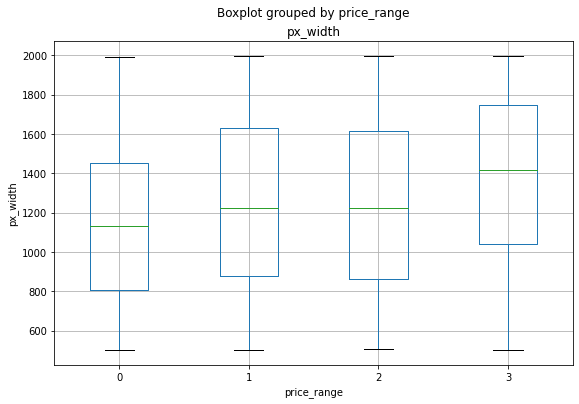 Boxplot grouped by price_range
px_width
2000
1800
1600
1400
1200
1000
800
600
px_width
0 1 2 3
price_range